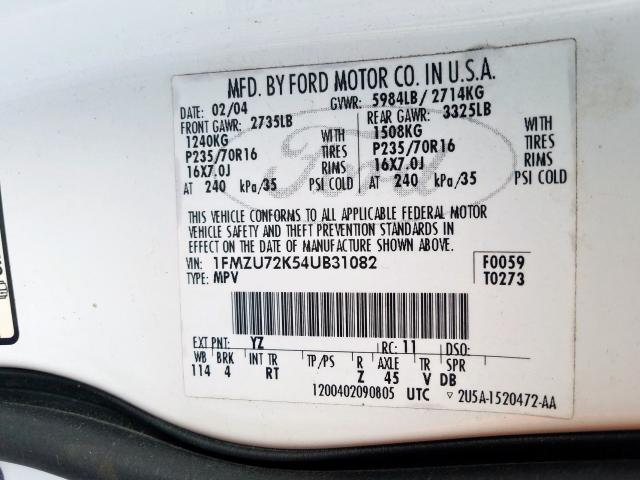 MFD. BY FORD MOTOR CO. IN U.S.A.
DATE: 02/04 GVWR: 5984LB/ 2714KG
FRONT GAWR: 2735LB REAR GAWR: 3325LB
1240KG WITH 1508KG WITH
P235/70R16 TIRES P235/70R16 TIRES
16X7.0J RIMS 16X7.0J RIMS
AT 240 kPa/35 PSI COLD AT 240 kPa/35 PSI COLD
Ford
THIS VEHICLE CONFORMS TO ALL APPLICABLE FEDERAL MOTOR
VEHICLE SAFETY AND THEFT PREVENTION STANDARDS IN
EFFECT ON THE DATE OF MANUFACTURE SHOWN ABOVE.
VIN: 1FMZU72K54UB31082 F0059
TYPE: MPV T0273
EXT PNT: YZ RC: 11 DSO:
WB BRK INT TR TP/PS R AXLE TR SPR
114 4 RT Z 45 V DB
1200402090805 UTC ▽ 2U5A-1520472-AA